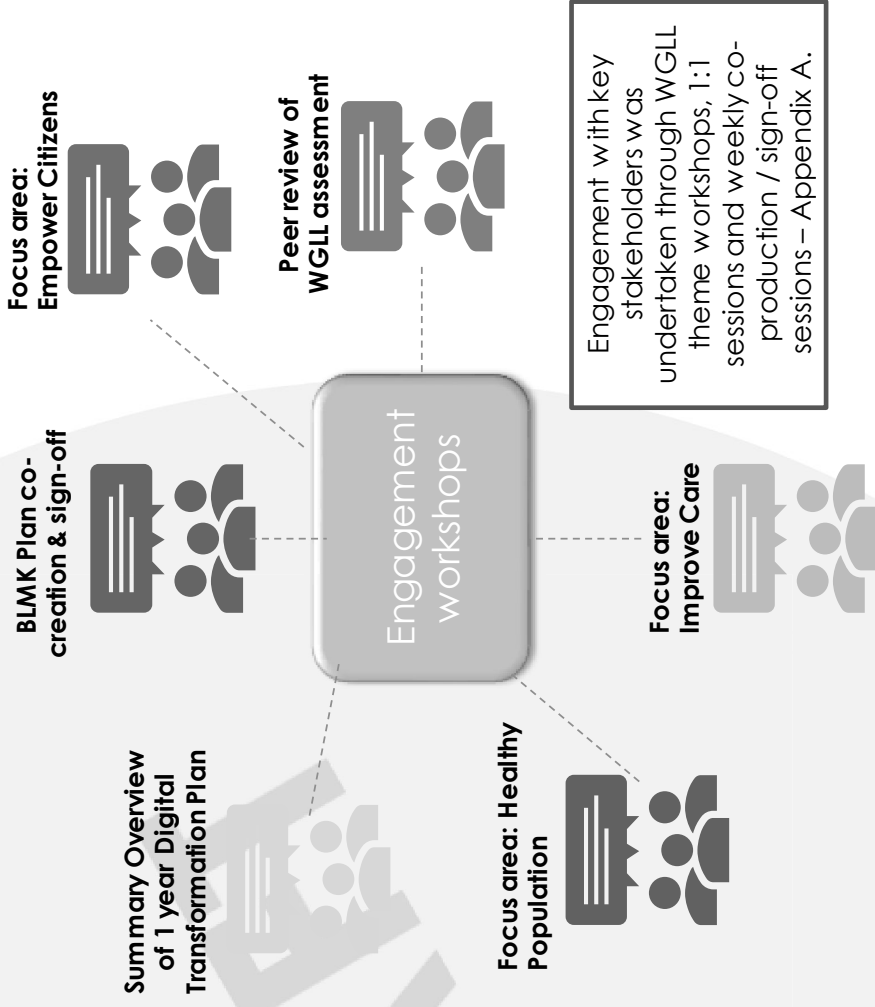 Summary Overview
of 1 year Digital
Transformation Plan
BLMK Plan co-
creation & sign-off
Focus area:
Empower Citizens
Peer review of
WGLL assessment
Engagement
workshops
Focus area: Healthy
Population
Focus area:
Improve Care
Engagement with key
stakeholders was
undertaken through WGLL
theme workshops, 1:1
sessions and weekly co-
production / sign-off
sessions – Appendix A.